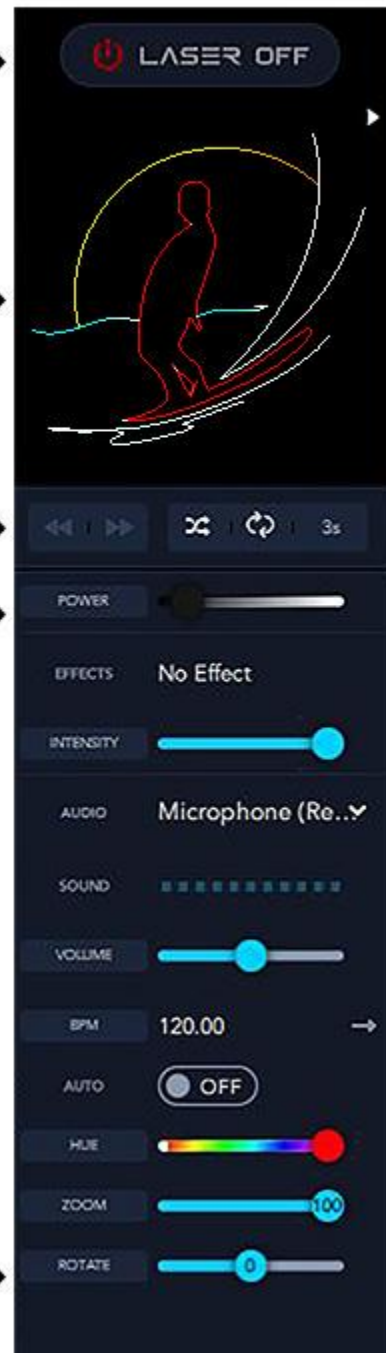 LASER OFF
3s
POWER
EFFECTS No Effect
INTENSITY
AUDIO Microphone (Re...
SOUND
VOLUME
BPM 120.00
AUTO OFF
HUE
ZOOM 100
ROTATE 0